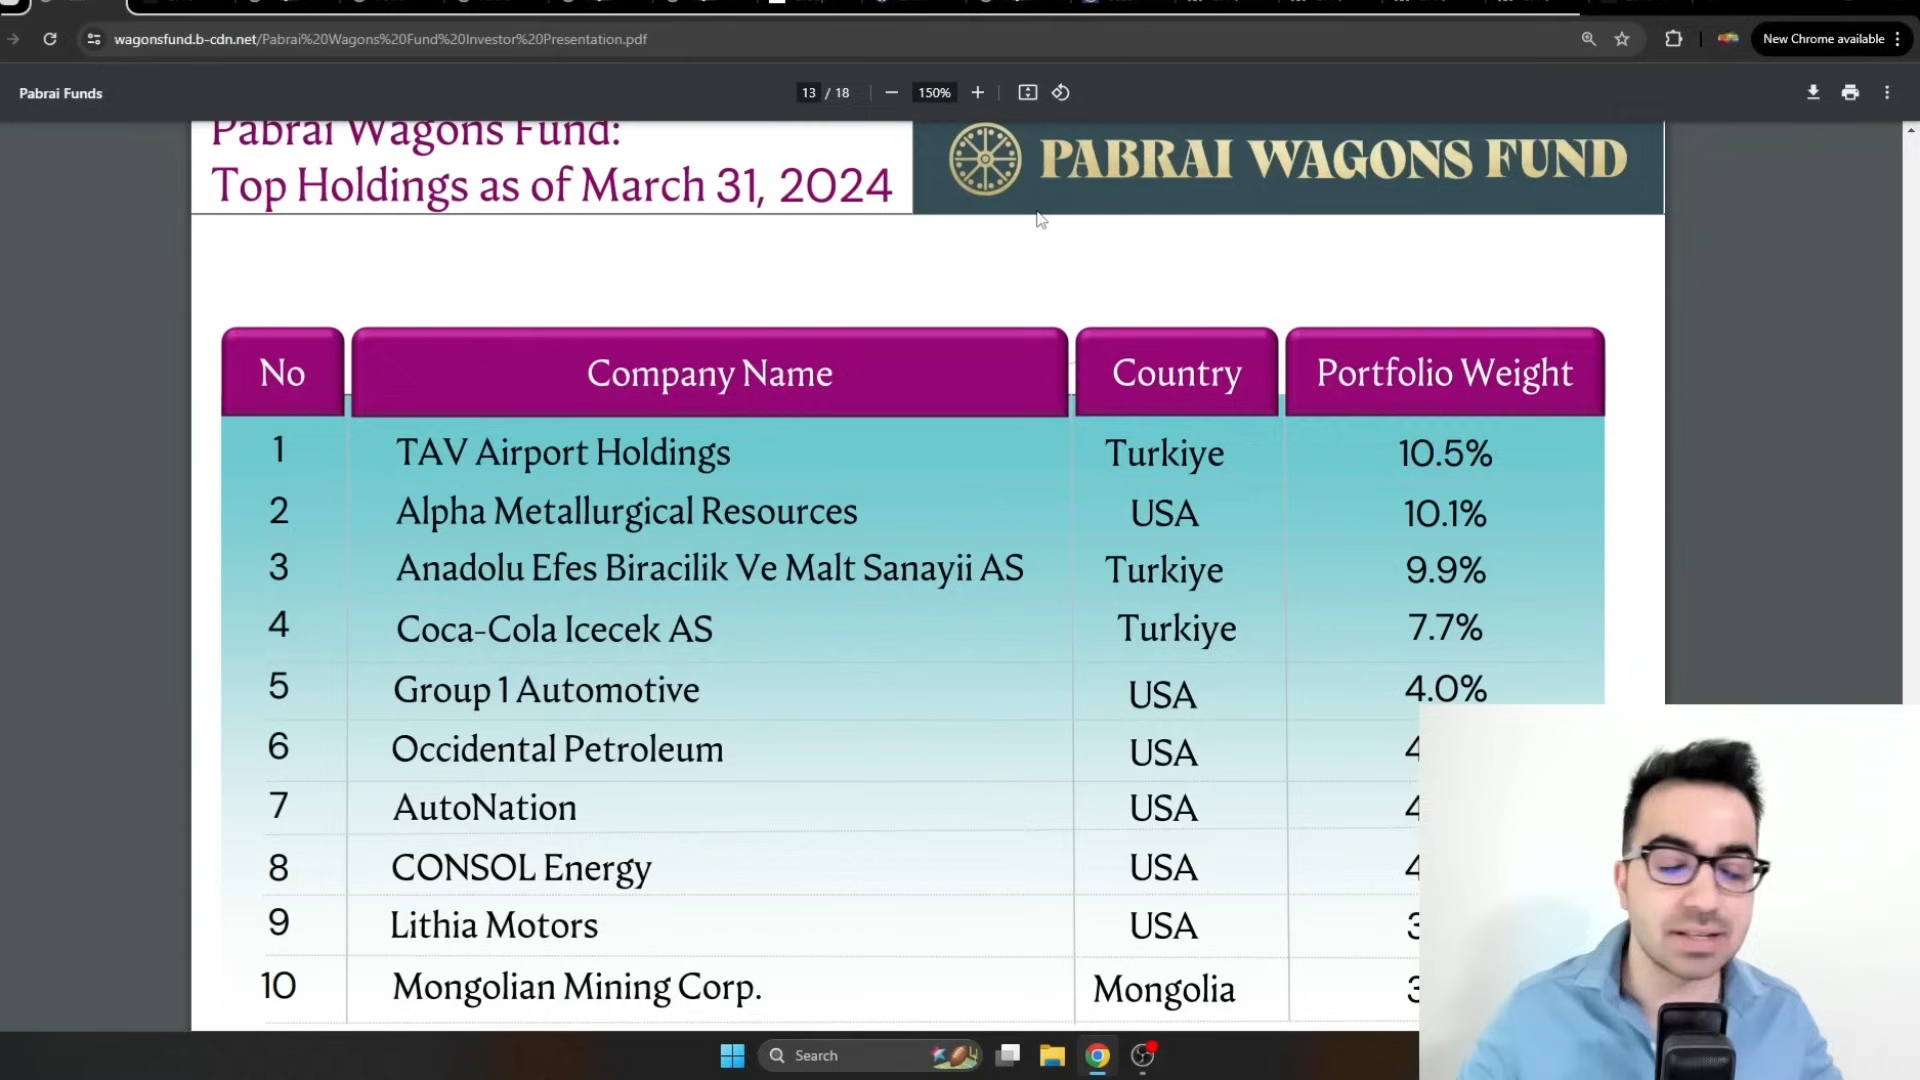 wagonsfund.b-cdn.net/Pabrai%20Wagons%20Fund%20Investor%20Presentation.pdf
New Chrome available
Pabrai Funds
13 / 18
150%
Pabrai Wagons Fund:
Top Holdings as of March 31, 2024
PABRAI WAGONS FUND
No Company Name Country Portfolio Weight
1 TAV Airport Holdings Turkiye 10.5%
2 Alpha Metallurgical Resources USA 10.1%
3 Anadolu Efes Biracilik Ve Malt Sanayii AS Turkiye 9.9%
4 Coca-Cola Icecek AS Turkiye 7.7%
5 Group 1 Automotive USA 4.0%
6 Occidental Petroleum USA 4
7 AutoNation USA 4
8 CONSOL Energy USA 4
9 Lithia Motors USA 3
10 Mongolian Mining Corp. Mongolia 3
Search